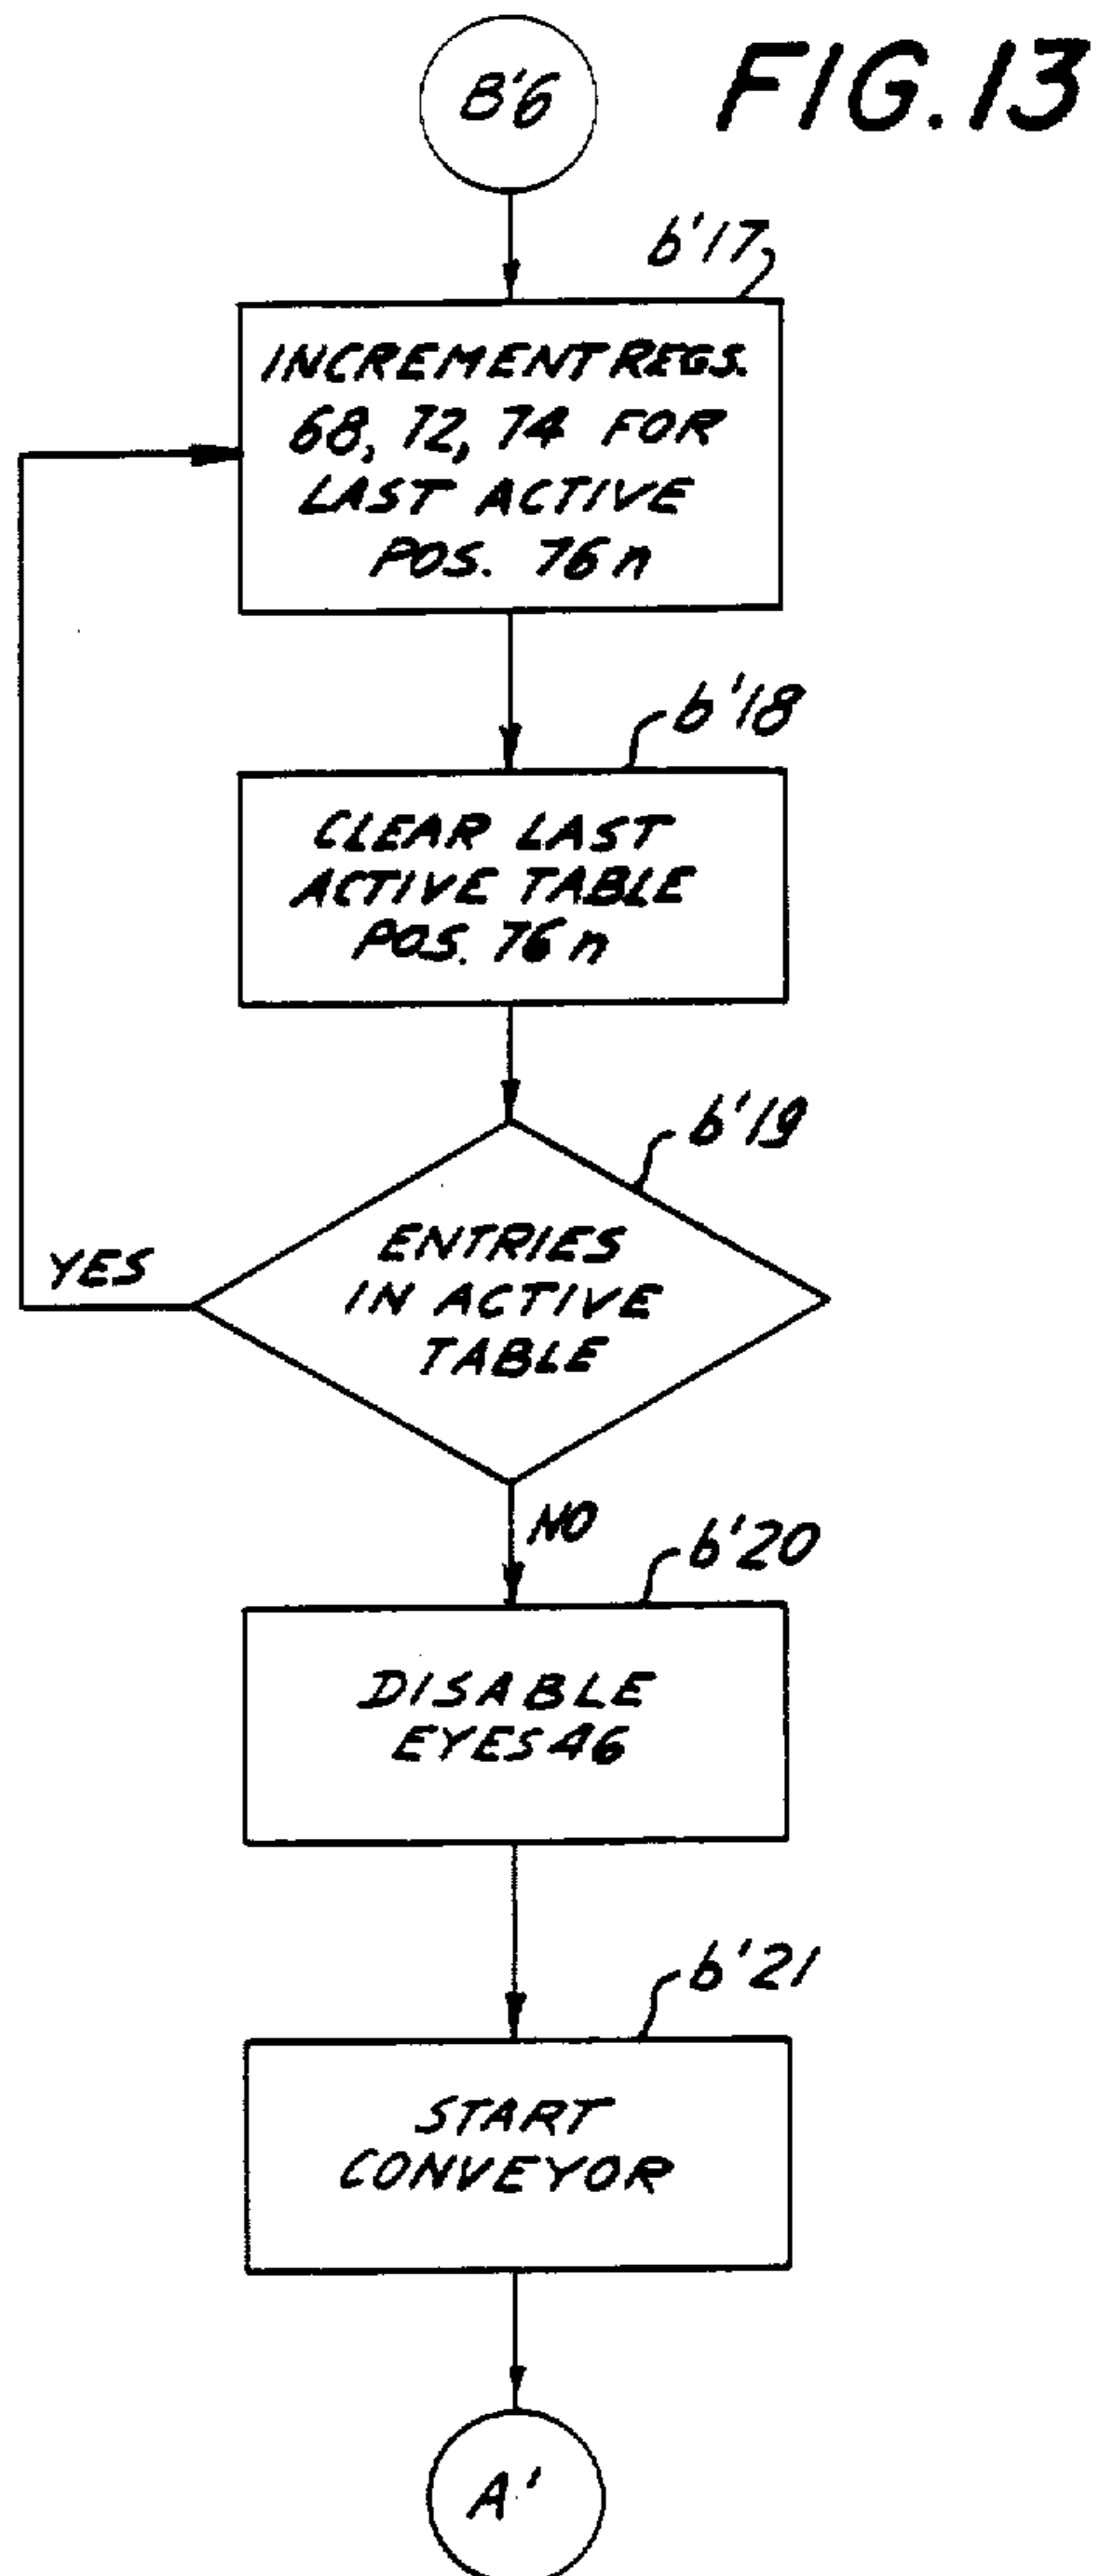 B'6
FIG. 13
b'17
INCREMENT REGS.
68, 72, 74 FOR
LAST ACTIVE
POS. 76n
b'18
CLEAR LAST
ACTIVE TABLE
POS. 76n
b'19
ENTRIES
IN ACTIVE
TABLE
YES
NO
b'20
DISABLE
EYES 46
b'21
START
CONVEYOR
A'